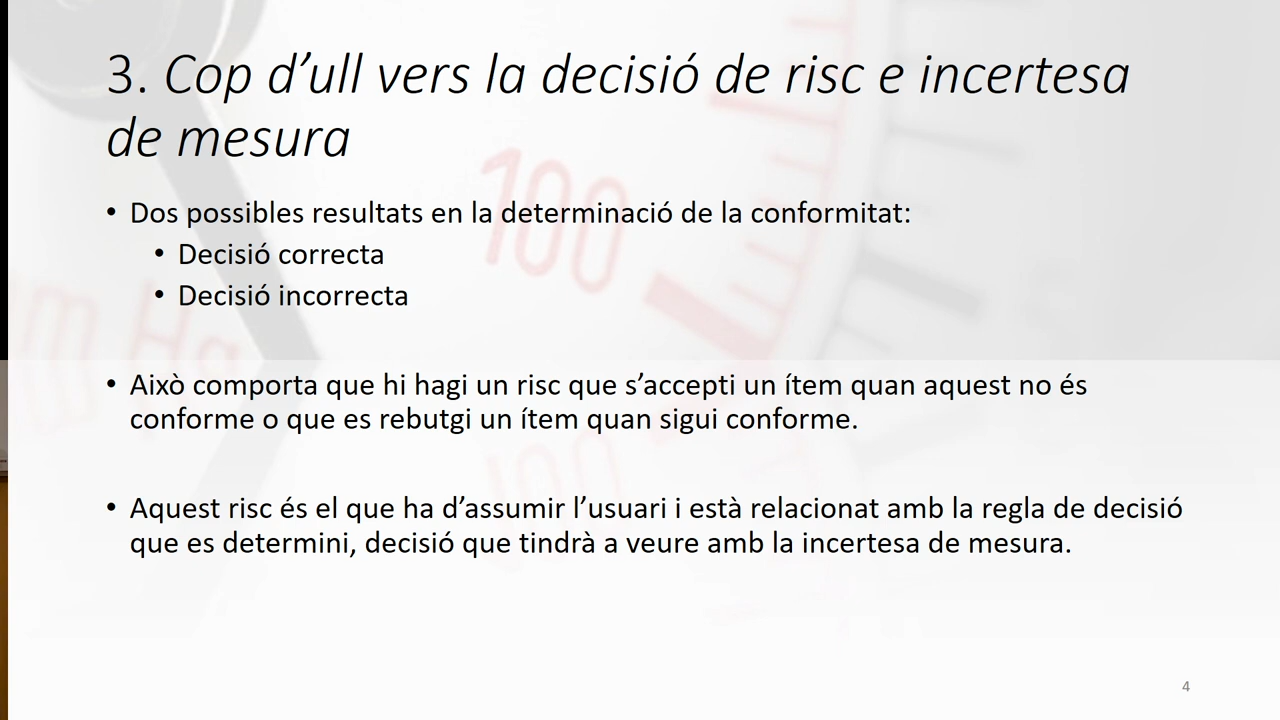 3. Cop d’ull vers la decisió de risc e incertesa
de mesura
100
mm Hg
• Dos possibles resultats en la determinació de la conformitat:
• Decisió correcta
• Decisió incorrecta
• Això comporta que hi hagi un risc que s’accepti un ítem quan aquest no és
conforme o que es rebutgi un ítem quan sigui conforme.
100
• Aquest risc és el que ha d’assumir l’usuari i està relacionat amb la regla de decisió
que es determini, decisió que tindrà a veure amb la incertesa de mesura.
4